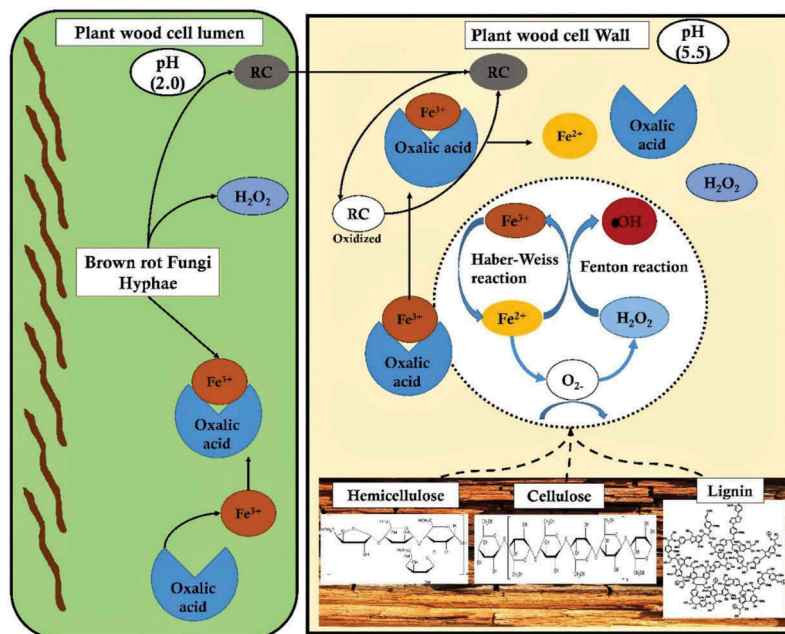 Plant wood cell lumen
pH
(2.0)
RC
H₂O₂
Brown rot Fungi
Hyphae
Fe³⁺
Oxalic acid
Fe³⁺
Oxalic
acid
Plant wood cell Wall
pH
(5.5)
RC
Fe³⁺
Oxalic acid
Fe²⁺
Oxalic
acid
H₂O₂
RC
Oxidized
Fe³⁺
•OH
Haber-Weiss
reaction
Fenton reaction
Fe³⁺
Oxalic
acid
Fe²⁺
H₂O₂
O₂-
Hemicellulose
Cellulose
Lignin